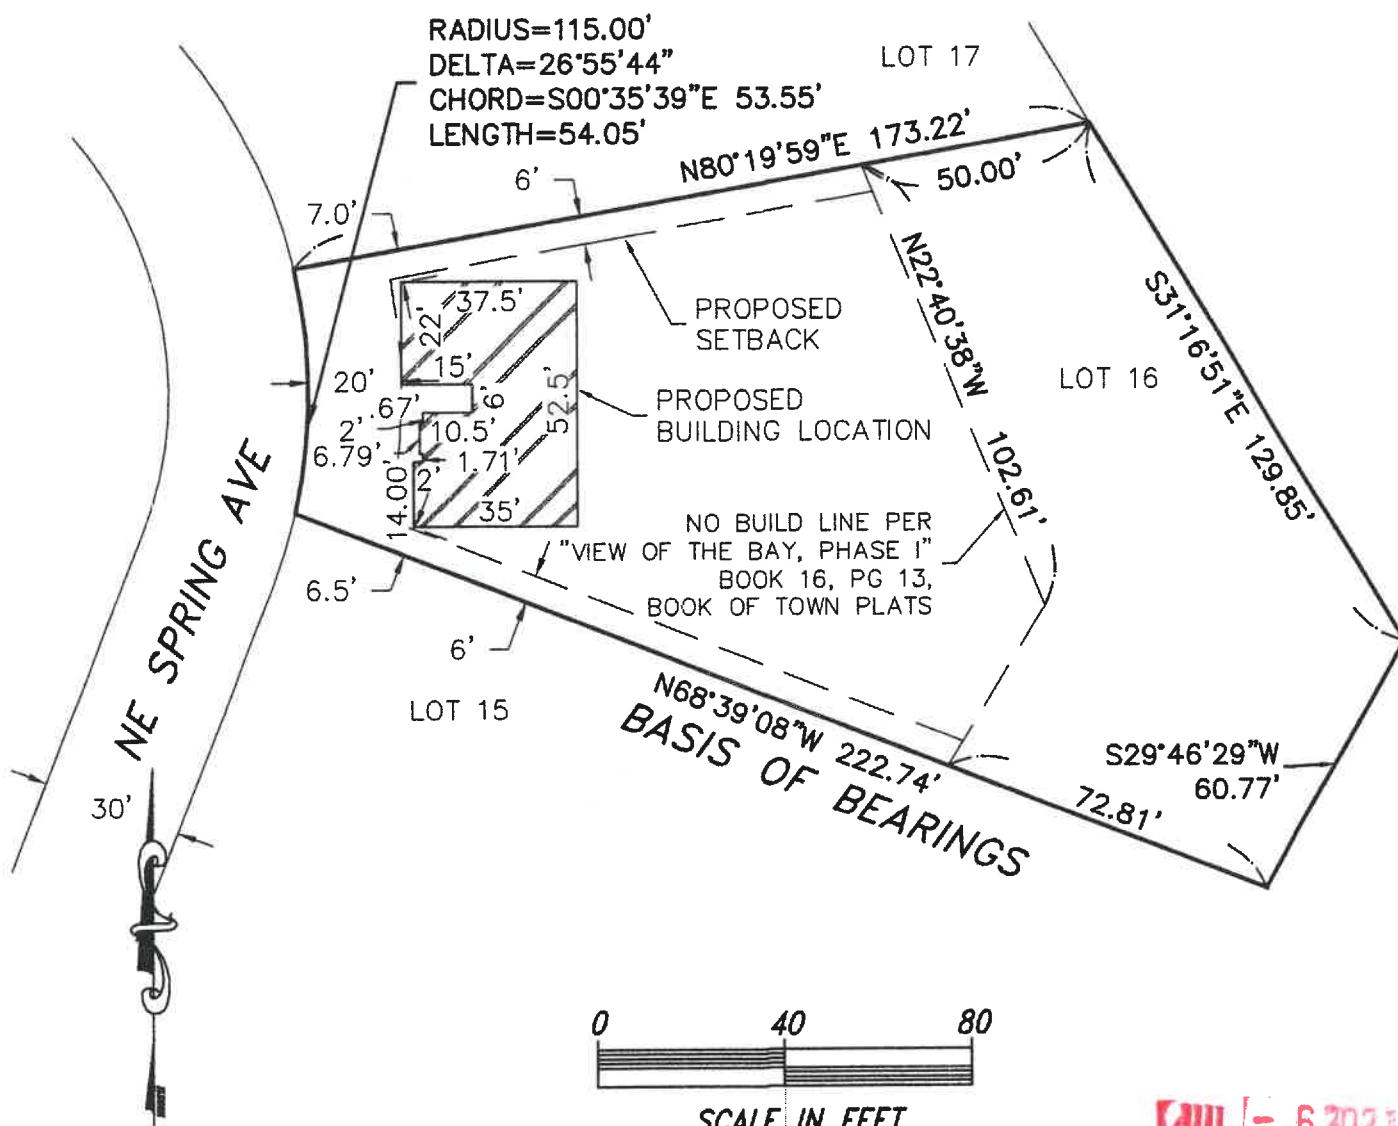 RADIUS=115.00'
DELTA=26°55'44"
CHORD=S00°35'39"E 53.55'
LENGTH=54.05'
LOT 17
N80°19'59"E 173.22'
50.00'
6'
7.0'
N22°40'38"W 102.61'
S31°16'51"E 129.85'
LOT 16
PROPOSED
SETBACK
PROPOSED
BUILDING LOCATION
37.5'
22'
15'
20'
6'
.67'
52.5'
2'
10.5'
6.79'
1.71'
2'
14.00'
35'
NO BUILD LINE PER
"VIEW OF THE BAY, PHASE I"
BOOK 16, PG 13,
BOOK OF TOWN PLATS
6.5'
6'
LOT 15
NE SPRING AVE
30'
N68°39'08"W 222.74'
BASIS OF BEARINGS
72.81'
S29°46'29"W
60.77'
0 40 80
SCALE IN FEET